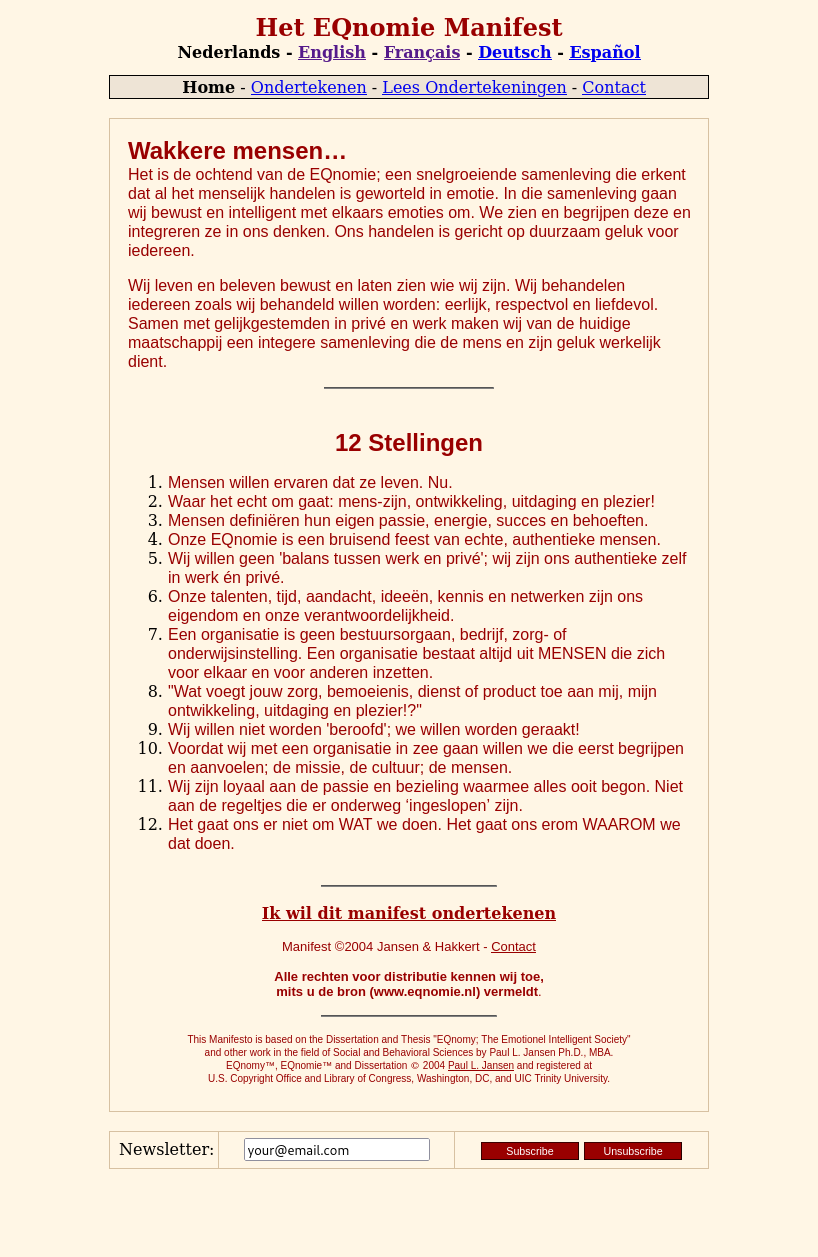 Het EQnomie Manifest
Nederlands - English - Français - Deutsch - Español
Home - Ondertekenen - Lees Ondertekeningen - Contact
Wakkere mensen…
Het is de ochtend van de EQnomie; een snelgroeiende samenleving die erkent
dat al het menselijk handelen is geworteld in emotie. In die samenleving gaan
wij bewust en intelligent met elkaars emoties om. We zien en begrijpen deze en
integreren ze in ons denken. Ons handelen is gericht op duurzaam geluk voor
iedereen.
Wij leven en beleven bewust en laten zien wie wij zijn. Wij behandelen
iedereen zoals wij behandeld willen worden: eerlijk, respectvol en liefdevol.
Samen met gelijkgestemden in privé en werk maken wij van de huidige
maatschappij een integere samenleving die de mens en zijn geluk werkelijk
dient.
12 Stellingen
1. Mensen willen ervaren dat ze leven. Nu.
2. Waar het echt om gaat: mens-zijn, ontwikkeling, uitdaging en plezier!
3. Mensen definiëren hun eigen passie, energie, succes en behoeften.
4. Onze EQnomie is een bruisend feest van echte, authentieke mensen.
5. Wij willen geen 'balans tussen werk en privé'; wij zijn ons authentieke zelf
in werk én privé.
6. Onze talenten, tijd, aandacht, ideeën, kennis en netwerken zijn ons
eigendom en onze verantwoordelijkheid.
7. Een organisatie is geen bestuursorgaan, bedrijf, zorg- of
onderwijsinstelling. Een organisatie bestaat altijd uit MENSEN die zich
voor elkaar en voor anderen inzetten.
8. "Wat voegt jouw zorg, bemoeienis, dienst of product toe aan mij, mijn
ontwikkeling, uitdaging en plezier!?"
9. Wij willen niet worden 'beroofd'; we willen worden geraakt!
10. Voordat wij met een organisatie in zee gaan willen we die eerst begrijpen
en aanvoelen; de missie, de cultuur; de mensen.
11. Wij zijn loyaal aan de passie en bezieling waarmee alles ooit begon. Niet
aan de regeltjes die er onderweg ‘ingeslopen’ zijn.
12. Het gaat ons er niet om WAT we doen. Het gaat ons erom WAAROM we
dat doen.
Ik wil dit manifest ondertekenen
Manifest ©2004 Jansen & Hakkert - Contact
Alle rechten voor distributie kennen wij toe,
mits u de bron (www.eqnomie.nl) vermeldt.
This Manifesto is based on the Dissertation and Thesis "EQnomy; The Emotionel Intelligent Society"
and other work in the field of Social and Behavioral Sciences by Paul L. Jansen Ph.D., MBA.
EQnomy™, EQnomie™ and Dissertation © 2004 Paul L. Jansen and registered at
U.S. Copyright Office and Library of Congress, Washington, DC, and UIC Trinity University.
Newsletter: your@email.com Subscribe Unsubscribe